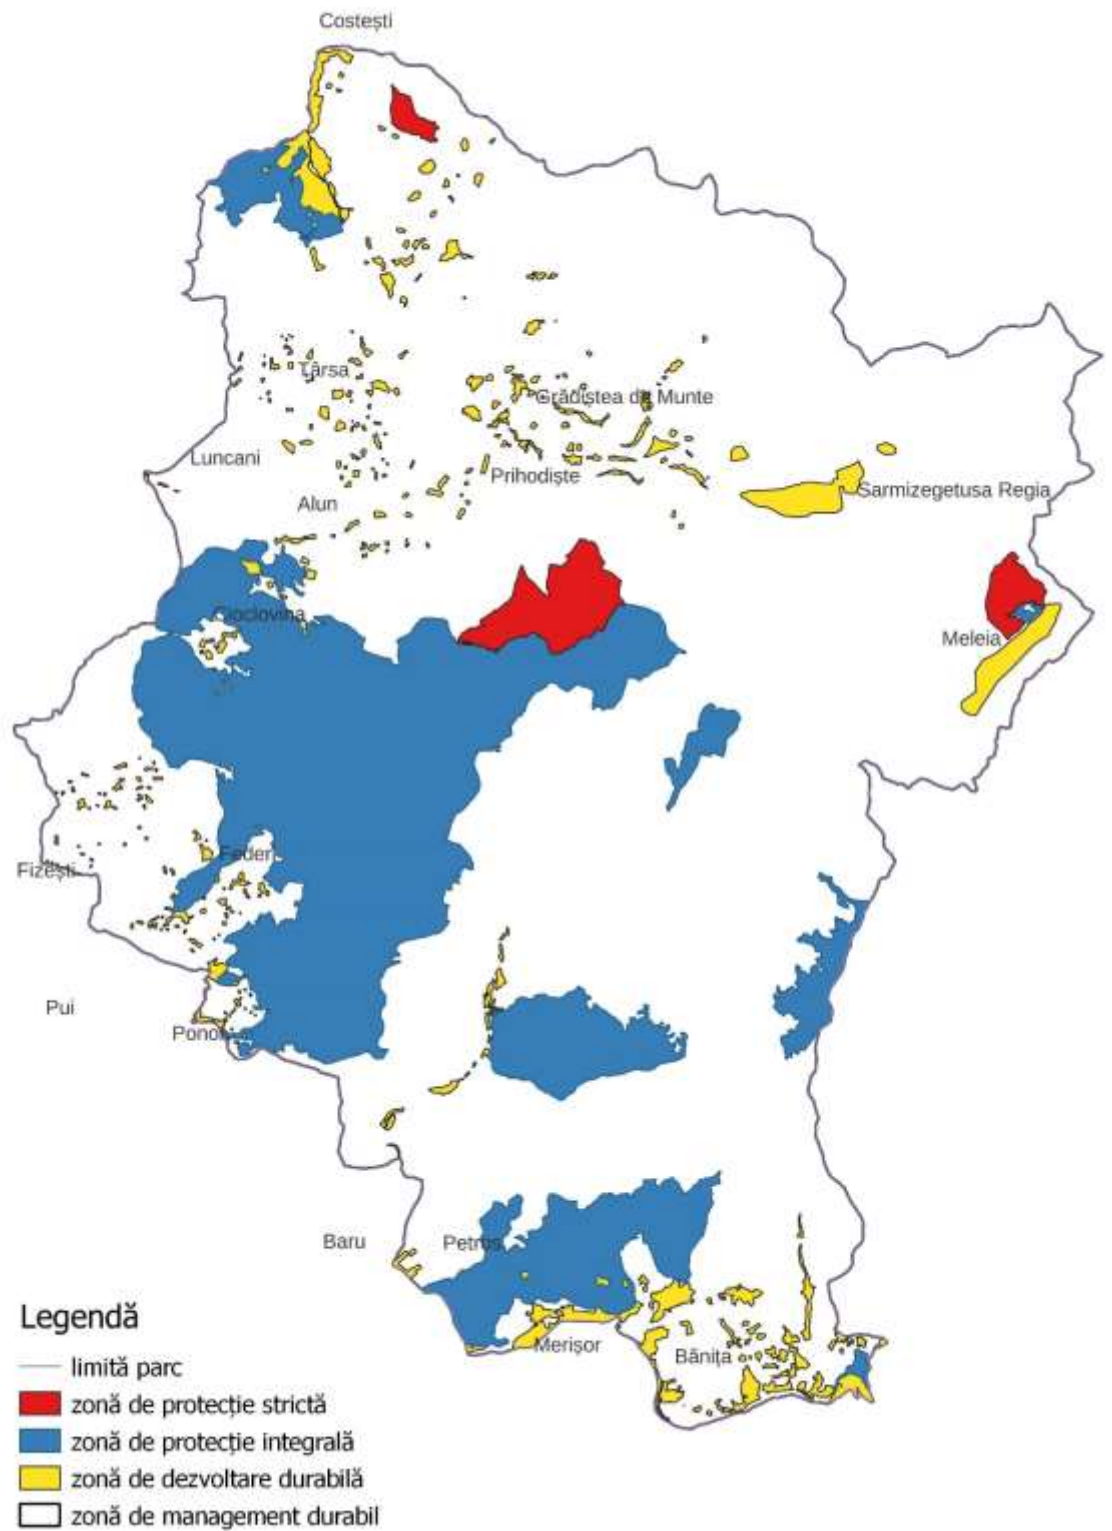 Costești
Târsa
Grădiștea de Munte
Luncani
Prihodiște
Sarmizegetusa Regia
Alun
Cioclovina
Meleia
Federi
Fizești
Pui
Baru
Petros
Merișor
Bănița
Legendă
limită parc
zonă de protecție strictă
zonă de protecție integrală
zonă de dezvoltare durabilă
zonă de management durabil